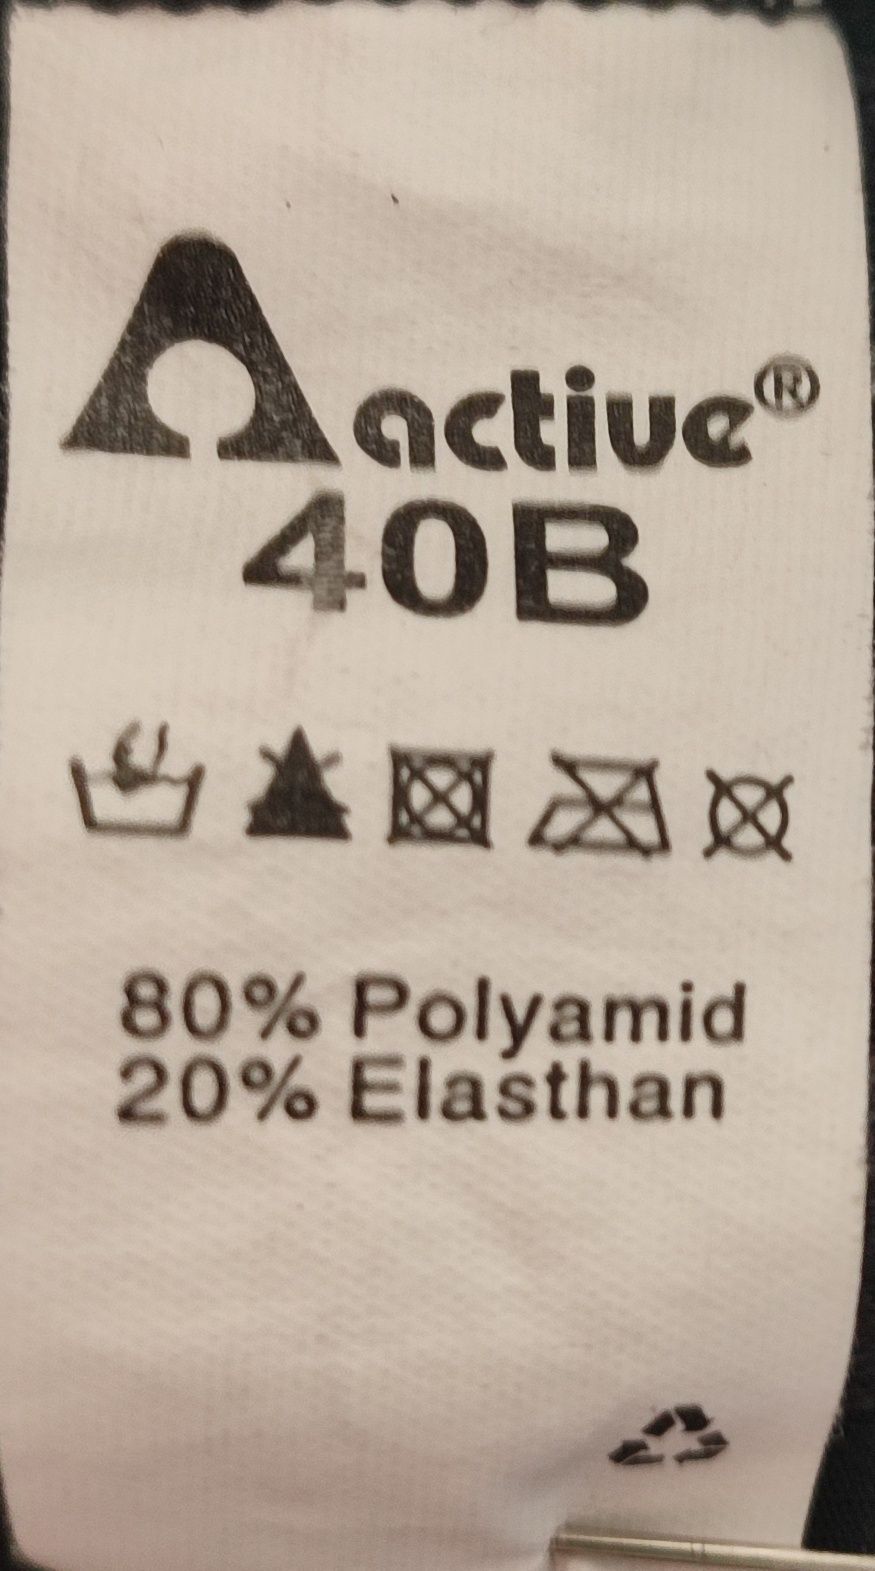 active®
40B
80% Polyamid
20% Elasthan